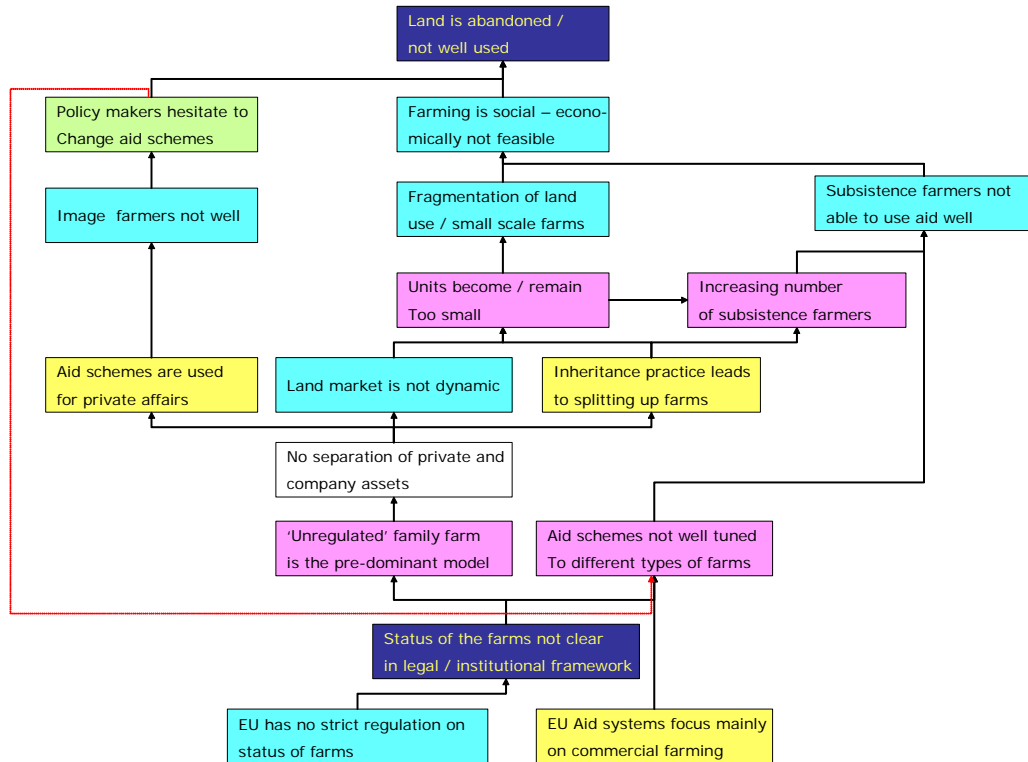 Land is abandoned /
not well used
Policy makers hesitate to
Change aid schemes
Farming is social – econo-
mically not feasible
Image farmers not well
Fragmentation of land
use / small scale farms
Subsistence farmers not
able to use aid well
Units become / remain
Too small
Increasing number
of subsistence farmers
Aid schemes are used
for private affairs
Land market is not dynamic
Inheritance practice leads
to splitting up farms
No separation of private and
company assets
‘Unregulated’ family farm
is the pre-dominant model
Aid schemes not well tuned
To different types of farms
Status of the farms not clear
in legal / institutional framework
EU has no strict regulation on
status of farms
EU Aid systems focus mainly
on commercial farming